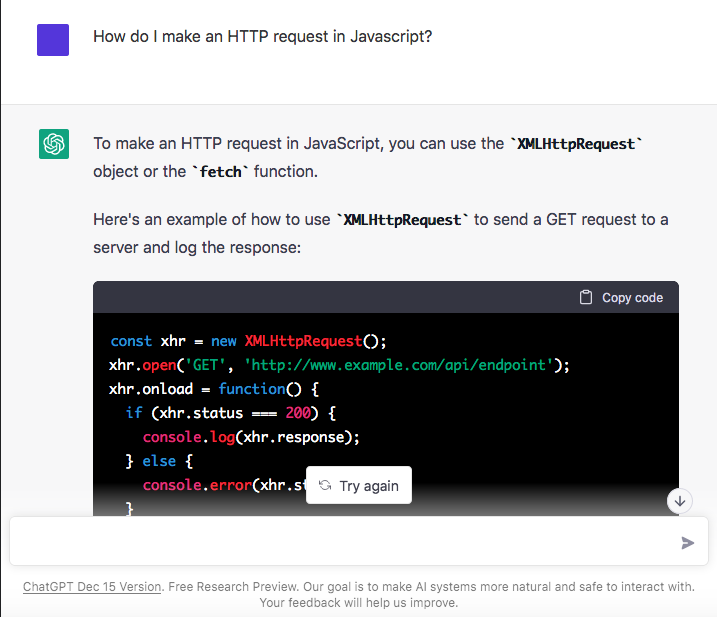 How do I make an HTTP request in Javascript?
To make an HTTP request in JavaScript, you can use the `XMLHttpRequest`
object or the `fetch` function.
Here's an example of how to use `XMLHttpRequest` to send a GET request to a
server and log the response:
Copy code
const xhr = new XMLHttpRequest();
xhr.open('GET', 'http://www.example.com/api/endpoint');
xhr.onload = function() {
  if (xhr.status === 200) {
    console.log(xhr.response);
  } else {
    console.error(xhr.
Try again
  }
ChatGPT Dec 15 Version. Free Research Preview. Our goal is to make AI systems more natural and safe to interact with.
Your feedback will help us improve.